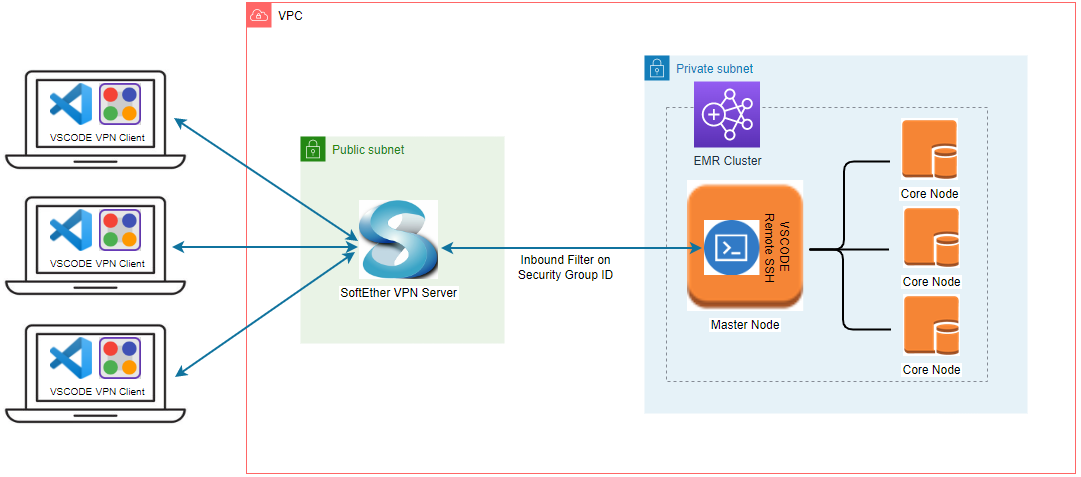 VPC
VSCODE VPN Client
VSCODE VPN Client
VSCODE VPN Client
Public subnet
SoftEther VPN Server
Inbound Filter on
Security Group ID
Private subnet
EMR Cluster
VSCODE
Remote SSH
Master Node
Core Node
Core Node
Core Node